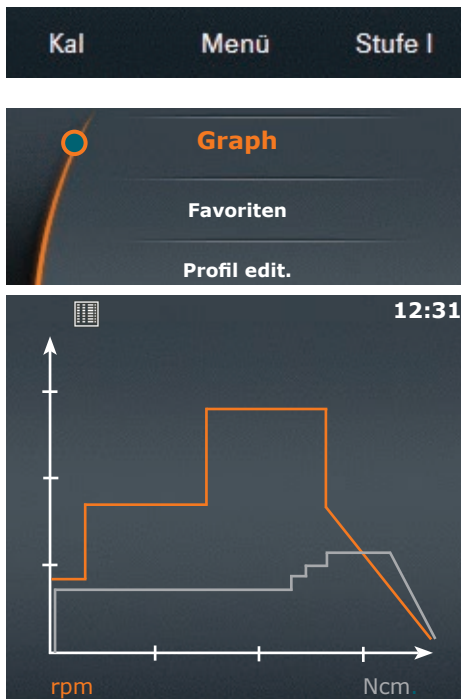 Kal Menü Stufe I
Graph
Favoriten
Profil edit.
12:31
rpm Ncm.